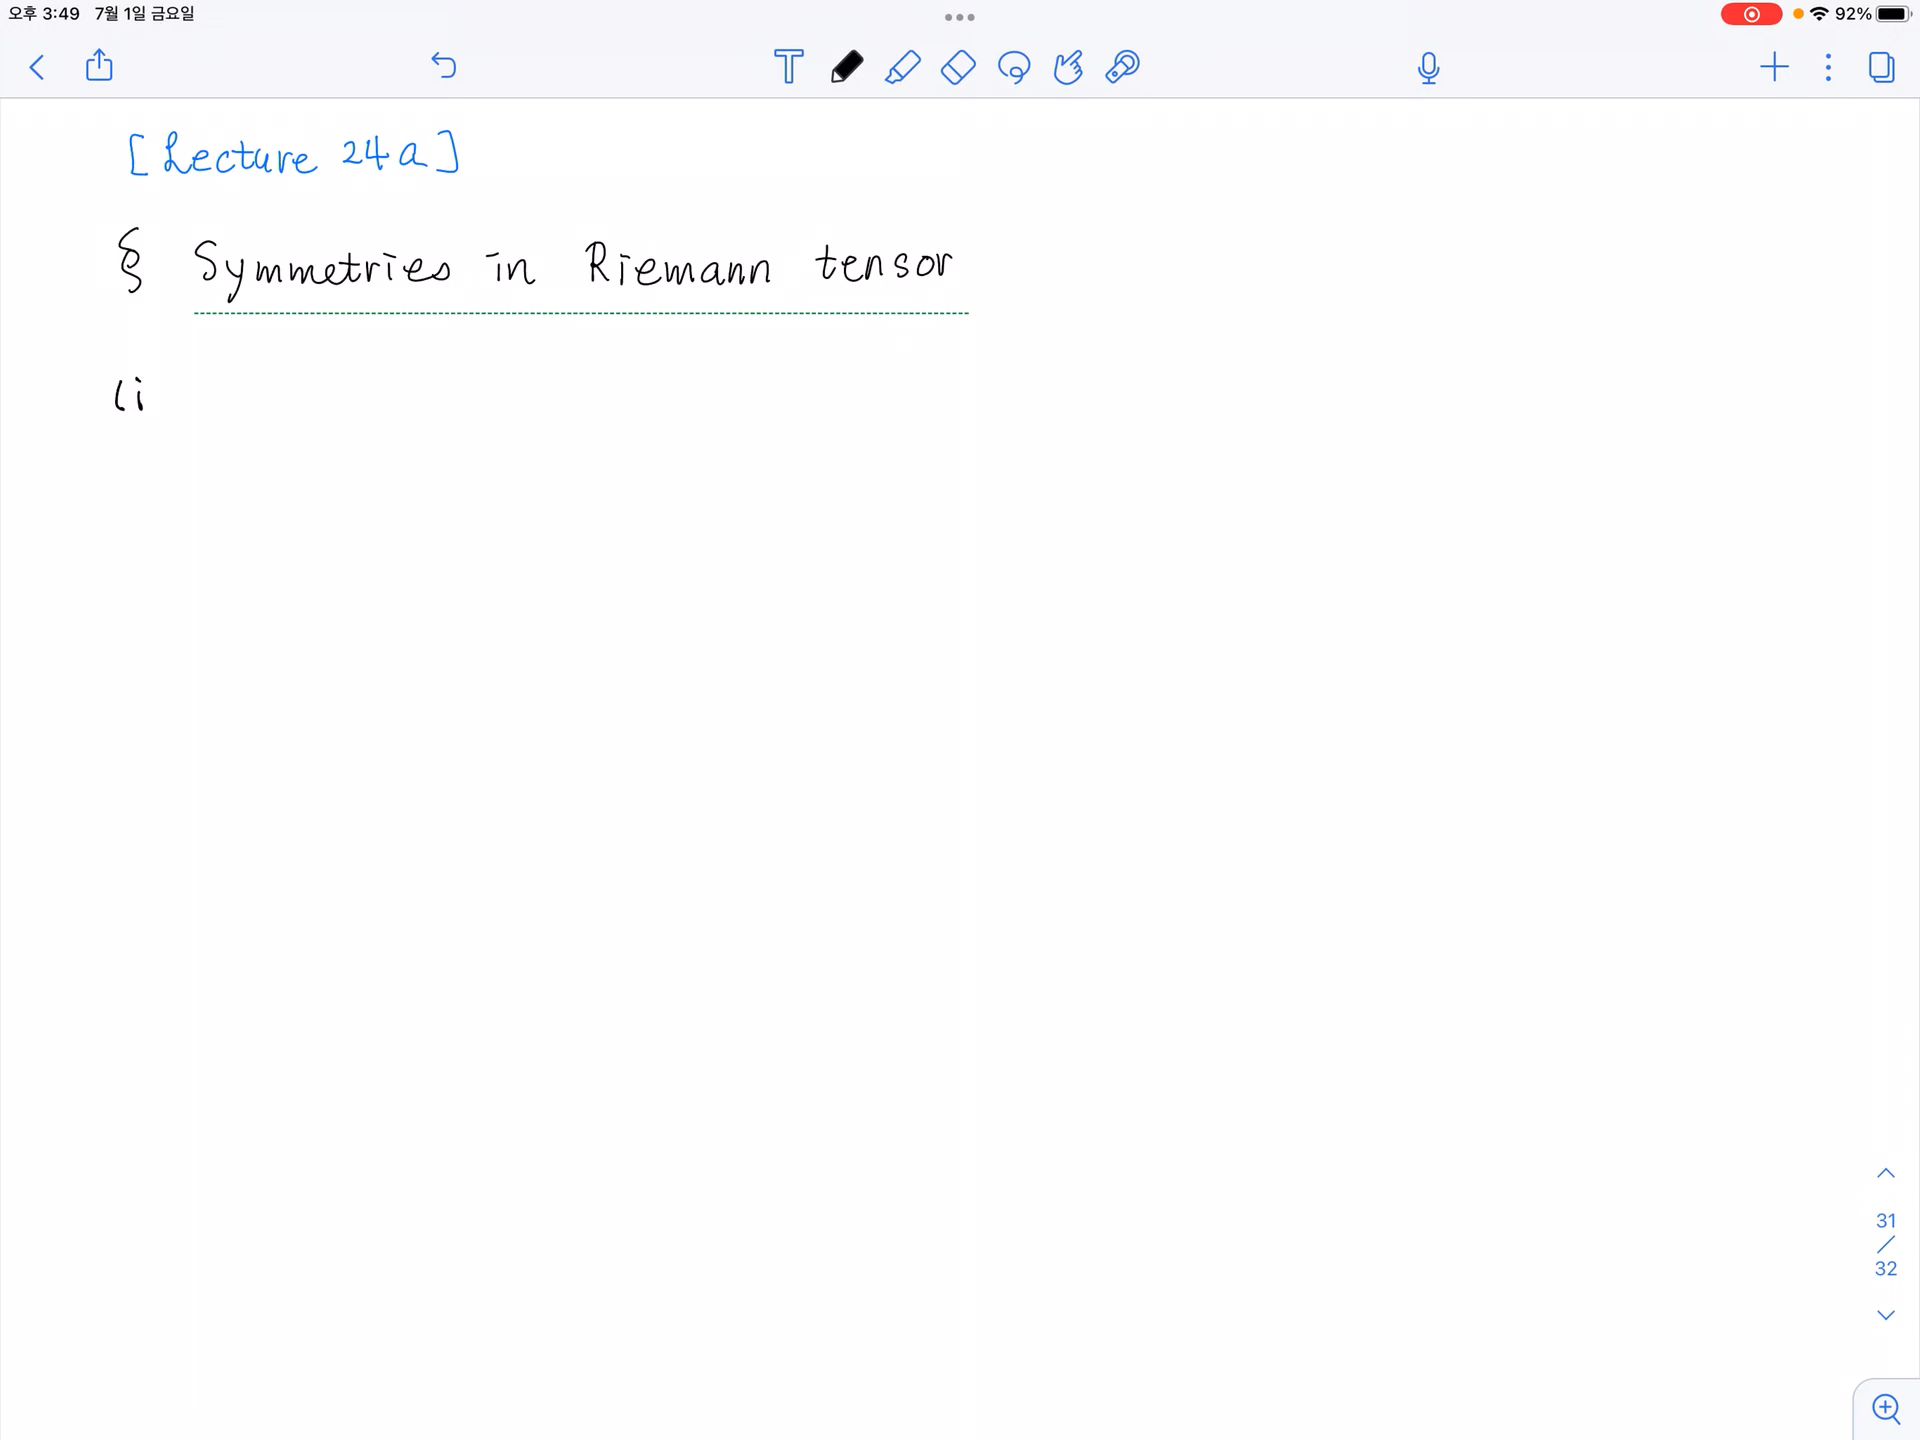 오후 3:49 7월 1일 금요일
92%
[Lecture 24a]
§ Symmetries in Riemann tensor
(i
31
/
32